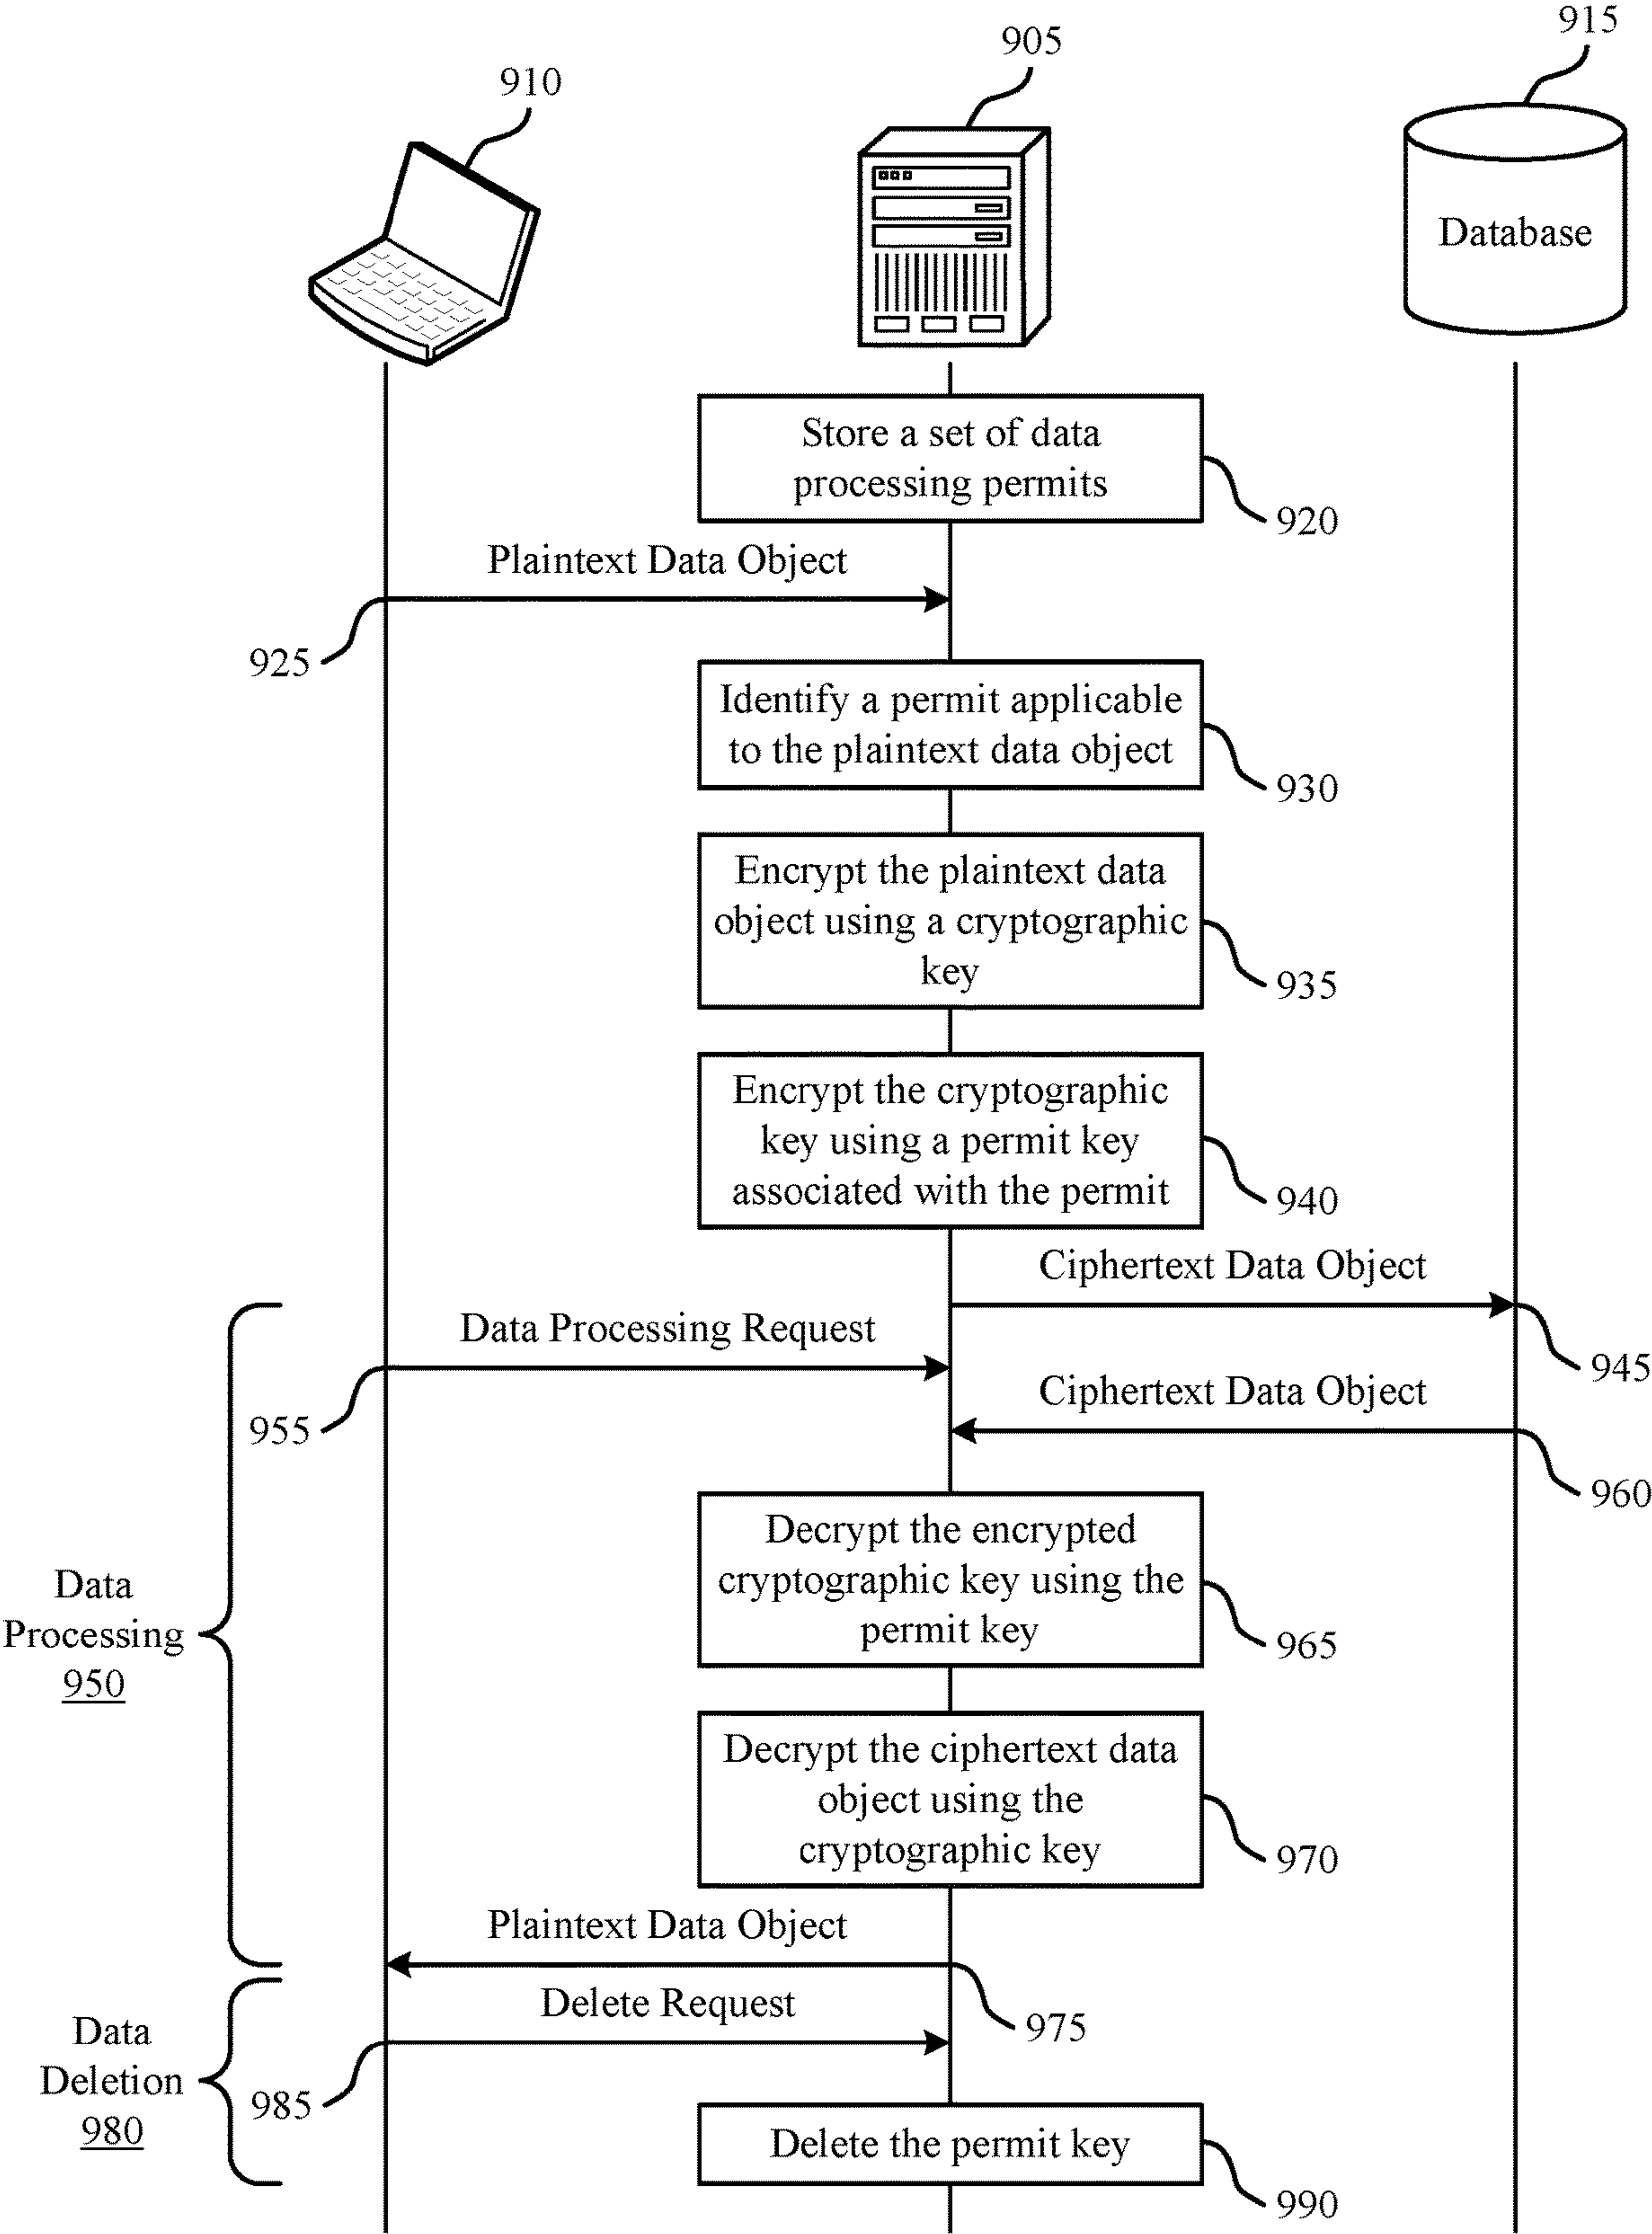 915
905
910
Database
Store a set of data
processing permits
920
Plaintext Data Object
925
Identify a permit applicable
to the plaintext data object
930
Encrypt the plaintext data
object using a cryptographic
key
935
Encrypt the cryptographic
key using a permit key
associated with the permit
940
Ciphertext Data Object
945
Data Processing Request
955
Ciphertext Data Object
960
Decrypt the encrypted
cryptographic key using the
permit key
965
Data
Processing
950
Decrypt the ciphertext data
object using the
cryptographic key
970
Plaintext Data Object
975
Delete Request
985
Data
Deletion
980
Delete the permit key
990